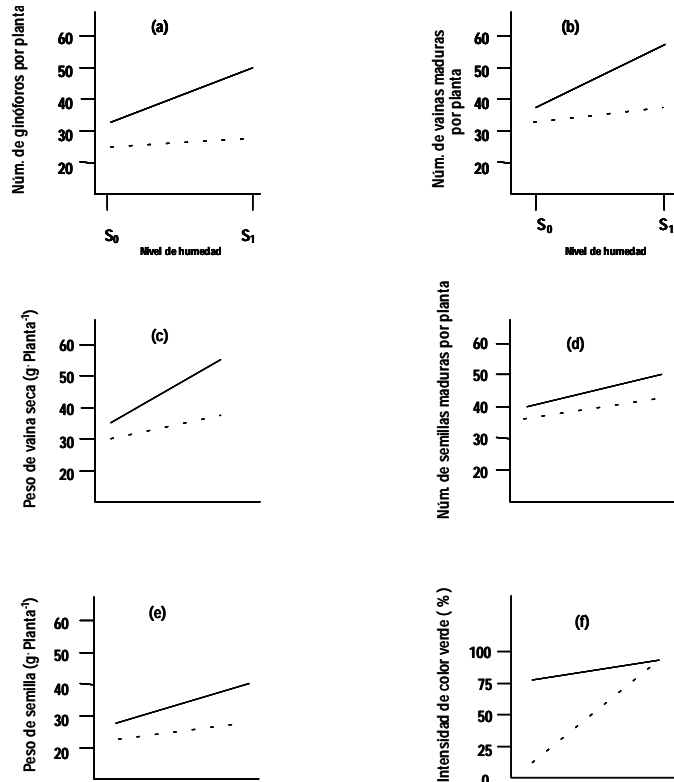 (a)
Núm. de ginóforos por planta
60
50
40
30
20
S0
S1
Nivel de humedad
(b)
Núm. de vainas maduras
por planta
60
50
40
30
20
S0
S1
Nivel de humedad
(c)
Peso de vaina seca (g·Planta-1)
60
50
40
30
20
(d)
Núm. de semillas maduras por planta
60
50
40
30
20
(e)
Peso de semilla (g·Planta-1)
60
50
40
30
20
(f)
Intensidad de color verde ( %)
100
75
50
25
0